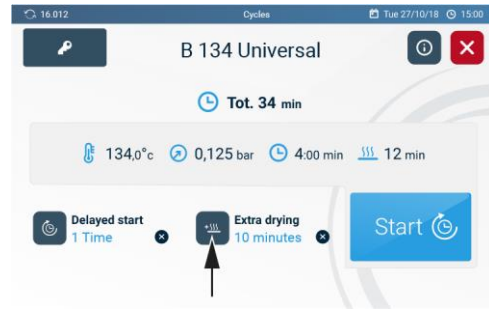 16.012 Cycles Tue 27/10/18 15:00
B 134 Universal
Tot. 34 min
134,0°c 0,125 bar 4:00 min 12 min
Delayed start
1 Time
Extra drying
10 minutes
Start